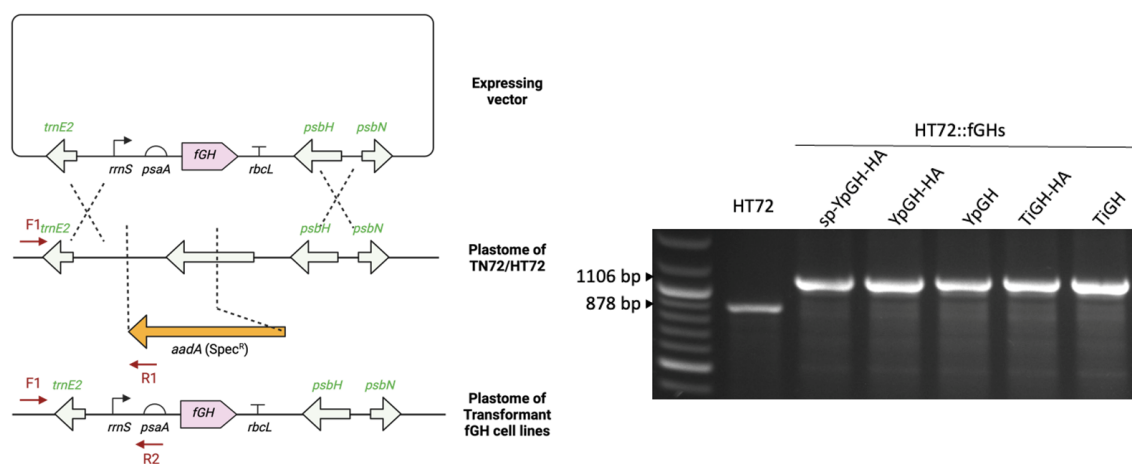 Expressing
vector
trnE2
psbH
psbN
fGH
rrnS
psaA
rbcL
F1
trnE2
psbH
psbN
Plastome of
TN72/HT72
aadA (Spec^R)
R1
F1
trnE2
psbH
psbN
fGH
rrnS
psaA
rbcL
R2
Plastome of
Transformant
fGH cell lines
HT72::fGHs
HT72
sp-YpGH-HA
YpGH-HA
YpGH
TiGH-HA
TiGH
1106 bp
878 bp